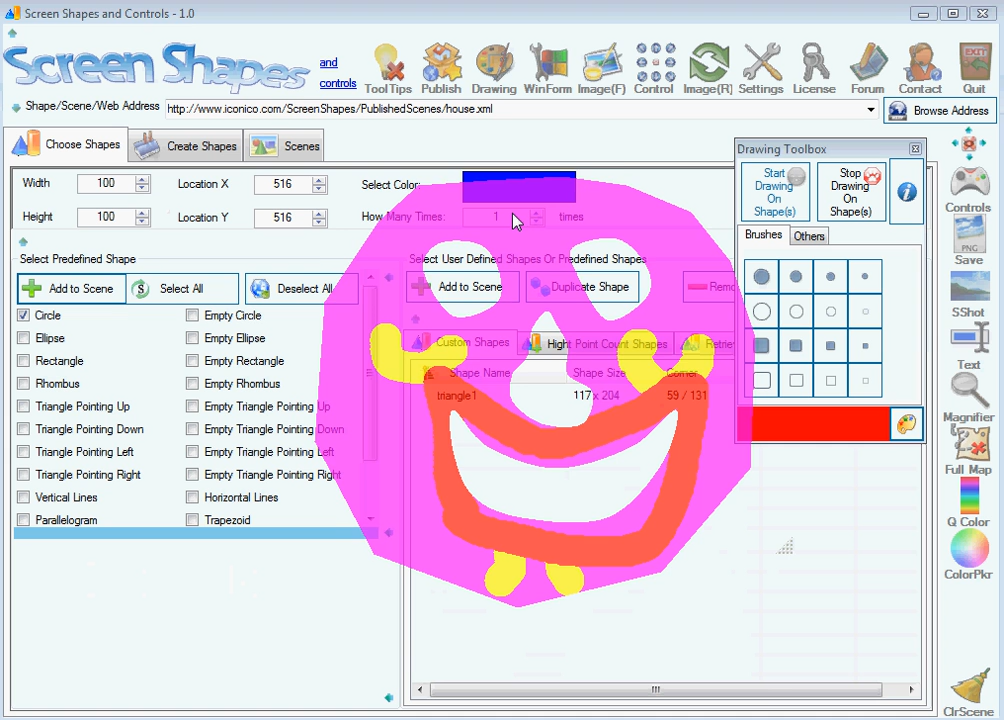 Screen Shapes and Controls - 1.0
Screen Shapes
and
controls
ToolTips Publish Drawing WinForm Image(F) Control Image(R) Settings License Forum Contact Quit
EXIT
Shape/Scene/Web Address http://www.iconico.com/ScreenShapes/PublishedScenes/house.xml Browse Address
Choose Shapes Create Shapes Scenes
Width 100 Location X 516 Select Color:
Height 100 Location Y 516 How Many Times: 1 times
Select Predefined Shape
Add to Scene Select All Deselect All
Circle Empty Circle
Ellipse Empty Ellipse
Rectangle Empty Rectangle
Rhombus Empty Rhombus
Triangle Pointing Up Empty Triangle Pointing Up
Triangle Pointing Down Empty Triangle Pointing Down
Triangle Pointing Left Empty Triangle Pointing Left
Triangle Pointing Right Empty Triangle Pointing Right
Vertical Lines Horizontal Lines
Parallelogram Trapezoid
Select User Defined Shapes Or Predefined Shapes
Add to Scene Duplicate Shape Remo
Custom Shapes Hight Point Count Shapes Retrie
Shape Name Shape Size Corner
triangle1 117 x 204 59 / 131
Drawing Toolbox
Start
Drawing
On
Shape(s)
Stop
Drawing
On
Shape(s)
Brushes Others
Controls
PNG
Save
SShot
Text
Magnifier
Full Map
Q Color
ColorPkr
ClrScene